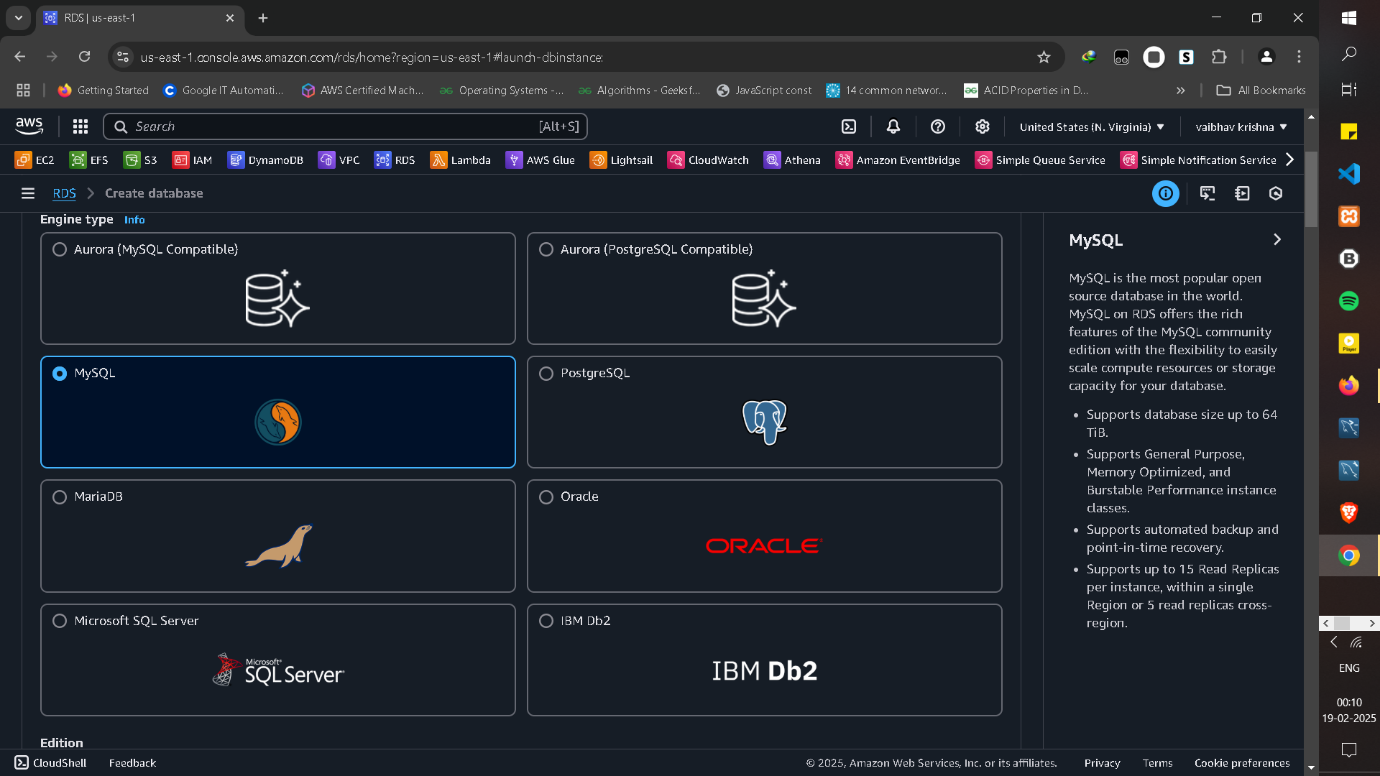 RDS | us-east-1
us-east-1.console.aws.amazon.com/rds/home?region=us-east-1#launch-dbinstance:
Getting Started
Google IT Automati...
AWS Certified Mach...
Operating Systems -...
Algorithms - Geeksf...
JavaScript const
14 common networ...
ACID Properties in D...
»
All Bookmarks
aws
Search
[Alt+S]
United States (N. Virginia)
vaibhav krishna
EC2
EFS
S3
IAM
DynamoDB
VPC
RDS
Lambda
AWS Glue
Lightsail
CloudWatch
Athena
Amazon EventBridge
Simple Queue Service
Simple Notification Service
RDS
Create database
Engine type Info
Aurora (MySQL Compatible)
Aurora (PostgreSQL Compatible)
MySQL
PostgreSQL
MariaDB
Oracle
ORACLE
Microsoft SQL Server
Microsoft
SQL Server
IBM Db2
IBM Db2
Edition
MySQL
MySQL is the most popular open
source database in the world.
MySQL on RDS offers the rich
features of the MySQL community
edition with the flexibility to easily
scale compute resources or storage
capacity for your database.
• Supports database size up to 64
TiB.
• Supports General Purpose,
Memory Optimized, and
Burstable Performance instance
classes.
• Supports automated backup and
point-in-time recovery.
• Supports up to 15 Read Replicas
per instance, within a single
Region or 5 read replicas cross-
region.
CloudShell
Feedback
© 2025, Amazon Web Services, Inc. or its affiliates.
Privacy
Terms
Cookie preferences
ENG
00:10
19-02-2025